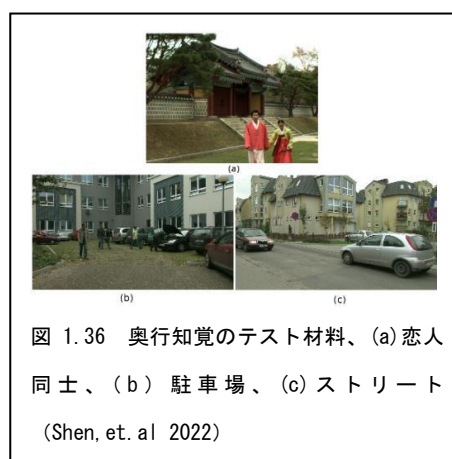 (a)
(b)
(c)
図 1.36 奥行知覚のテスト材料、(a)恋人
同士、(b)駐車場、(c)ストリート
(Shen,et.al 2022)